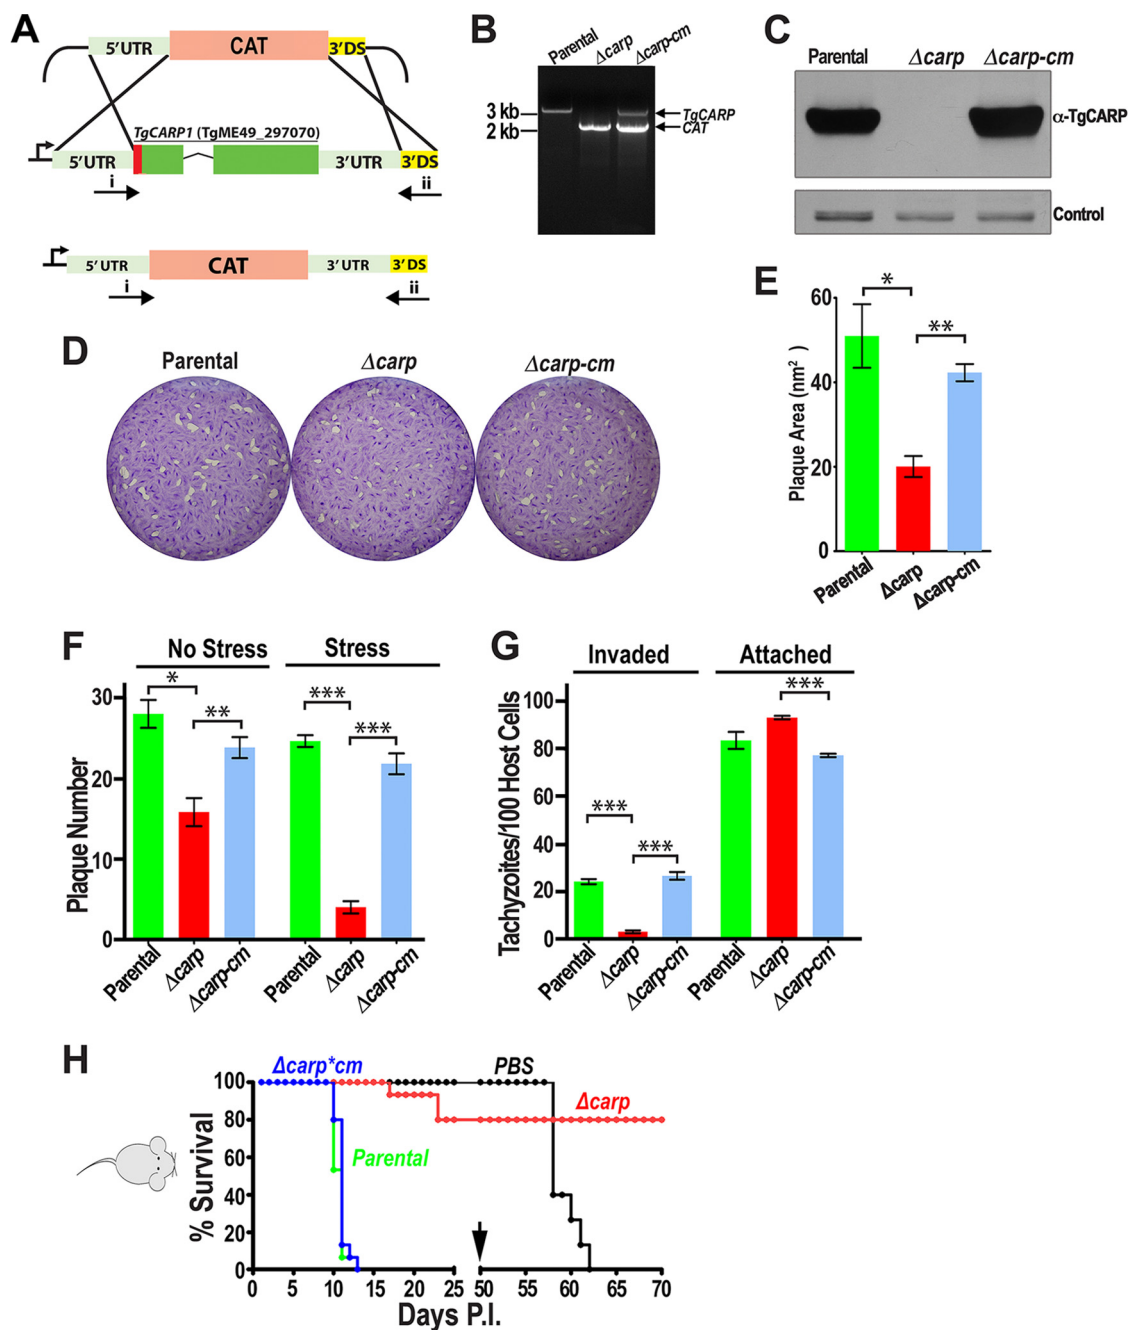 A
5'UTR CAT 3'DS
TgCARP1 (TgME49_297070)
5'UTR 3'UTR 3'DS
i ii
5'UTR CAT 3'UTR 3'DS
i ii
B
Parental Δcarp Δcarp-cm
3 kb TgCARP
2 kb CAT
C
Parental Δcarp Δcarp-cm
α-TgCARP
Control
D
Parental Δcarp Δcarp-cm
E
* **
60
40
20
0
Plaque Area (nm²)
Parental Δcarp Δcarp-cm
F
No Stress Stress
* ** *** ***
30
20
10
0
Plaque Number
Parental Δcarp Δcarp-cm Parental Δcarp Δcarp-cm
G
Invaded Attached
*** *** ***
100
80
60
40
20
0
Tachyzoites/100 Host Cells
Parental Δcarp Δcarp-cm Parental Δcarp Δcarp-cm
H
Δcarp*cm PBS
Δcarp
Parental
100
80
60
40
20
0
% Survival
0 5 10 15 20 25 50 55 60 65 70
Days P.I.